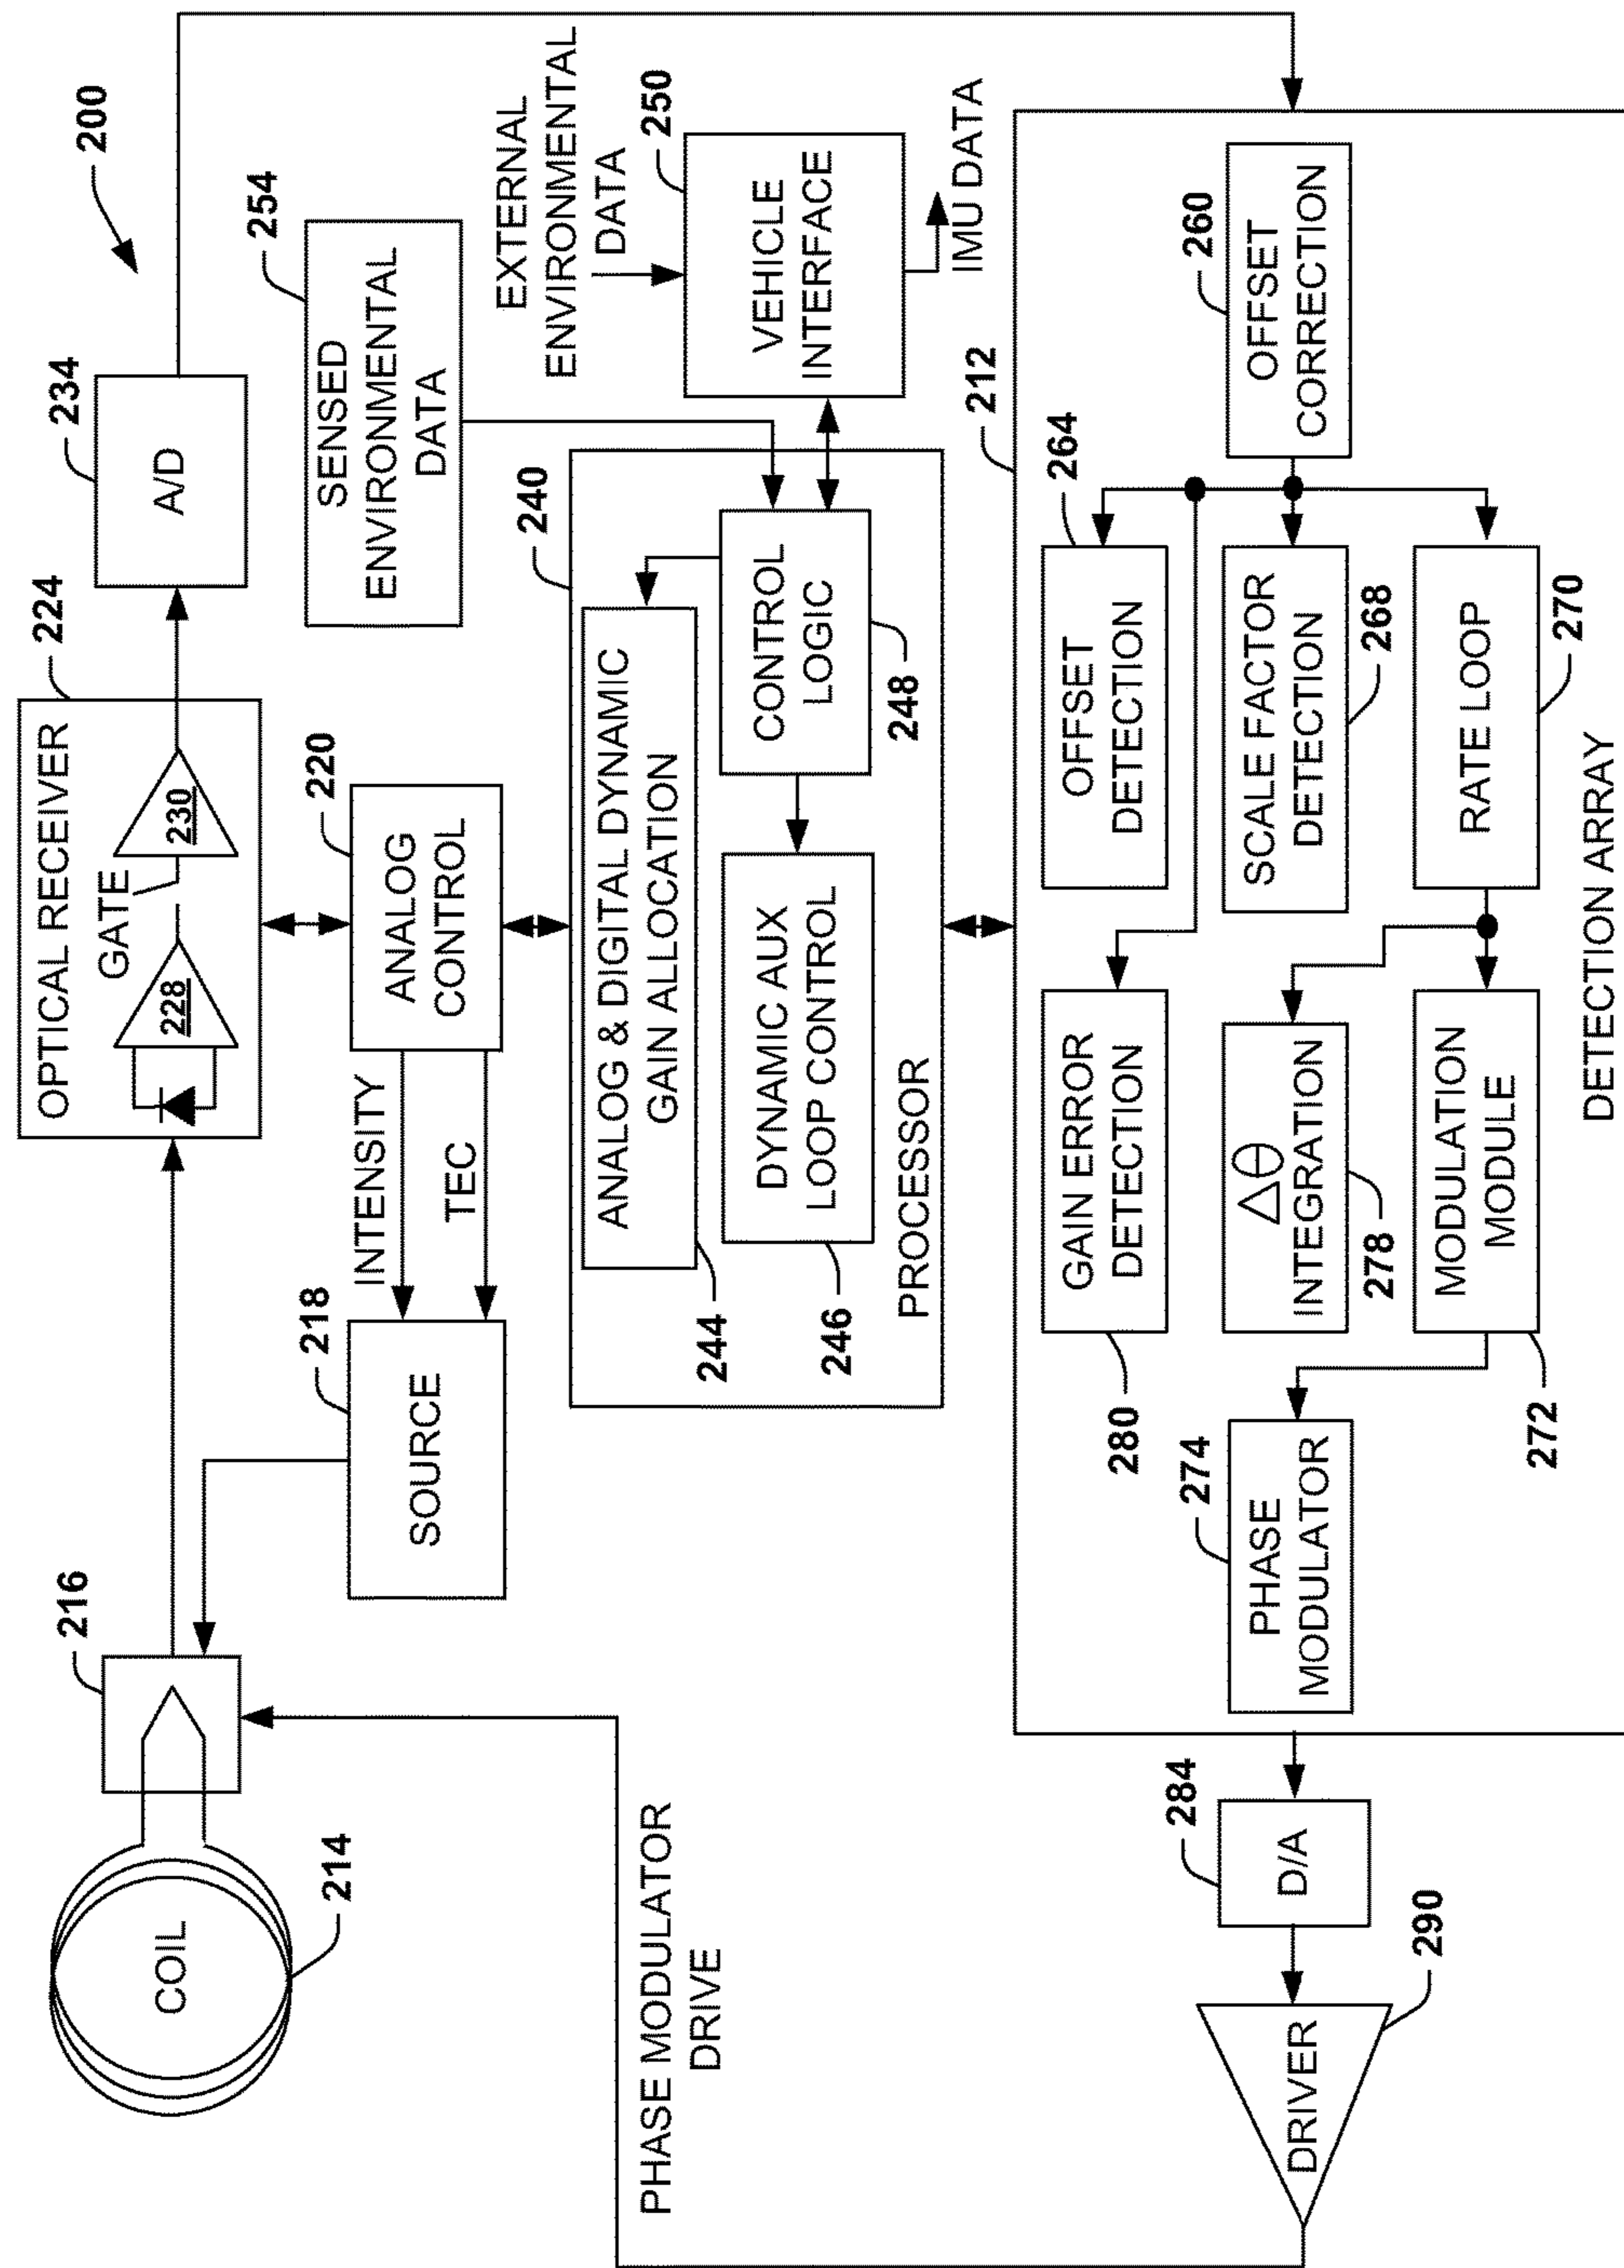 200
COIL
214
216
OPTICAL RECEIVER
GATE
228
230
224
A/D
234
SOURCE
218
INTENSITY
TEC
ANALOG
CONTROL
220
SENSED
ENVIRONMENTAL
DATA
254
EXTERNAL
ENVIRONMENTAL
DATA
VEHICLE
INTERFACE
250
IMU DATA
240
ANALOG & DIGITAL DYNAMIC
GAIN ALLOCATION
244
DYNAMIC AUX
LOOP CONTROL
246
CONTROL
LOGIC
248
PROCESSOR
PHASE MODULATOR
DRIVE
212
OFFSET
CORRECTION
260
OFFSET
DETECTION
264
SCALE FACTOR
DETECTION
268
RATE LOOP
270
GAIN ERROR
DETECTION
280
Δθ
INTEGRATION
278
MODULATION
MODULE
272
PHASE
MODULATOR
274
DETECTION ARRAY
D/A
284
DRIVER
290